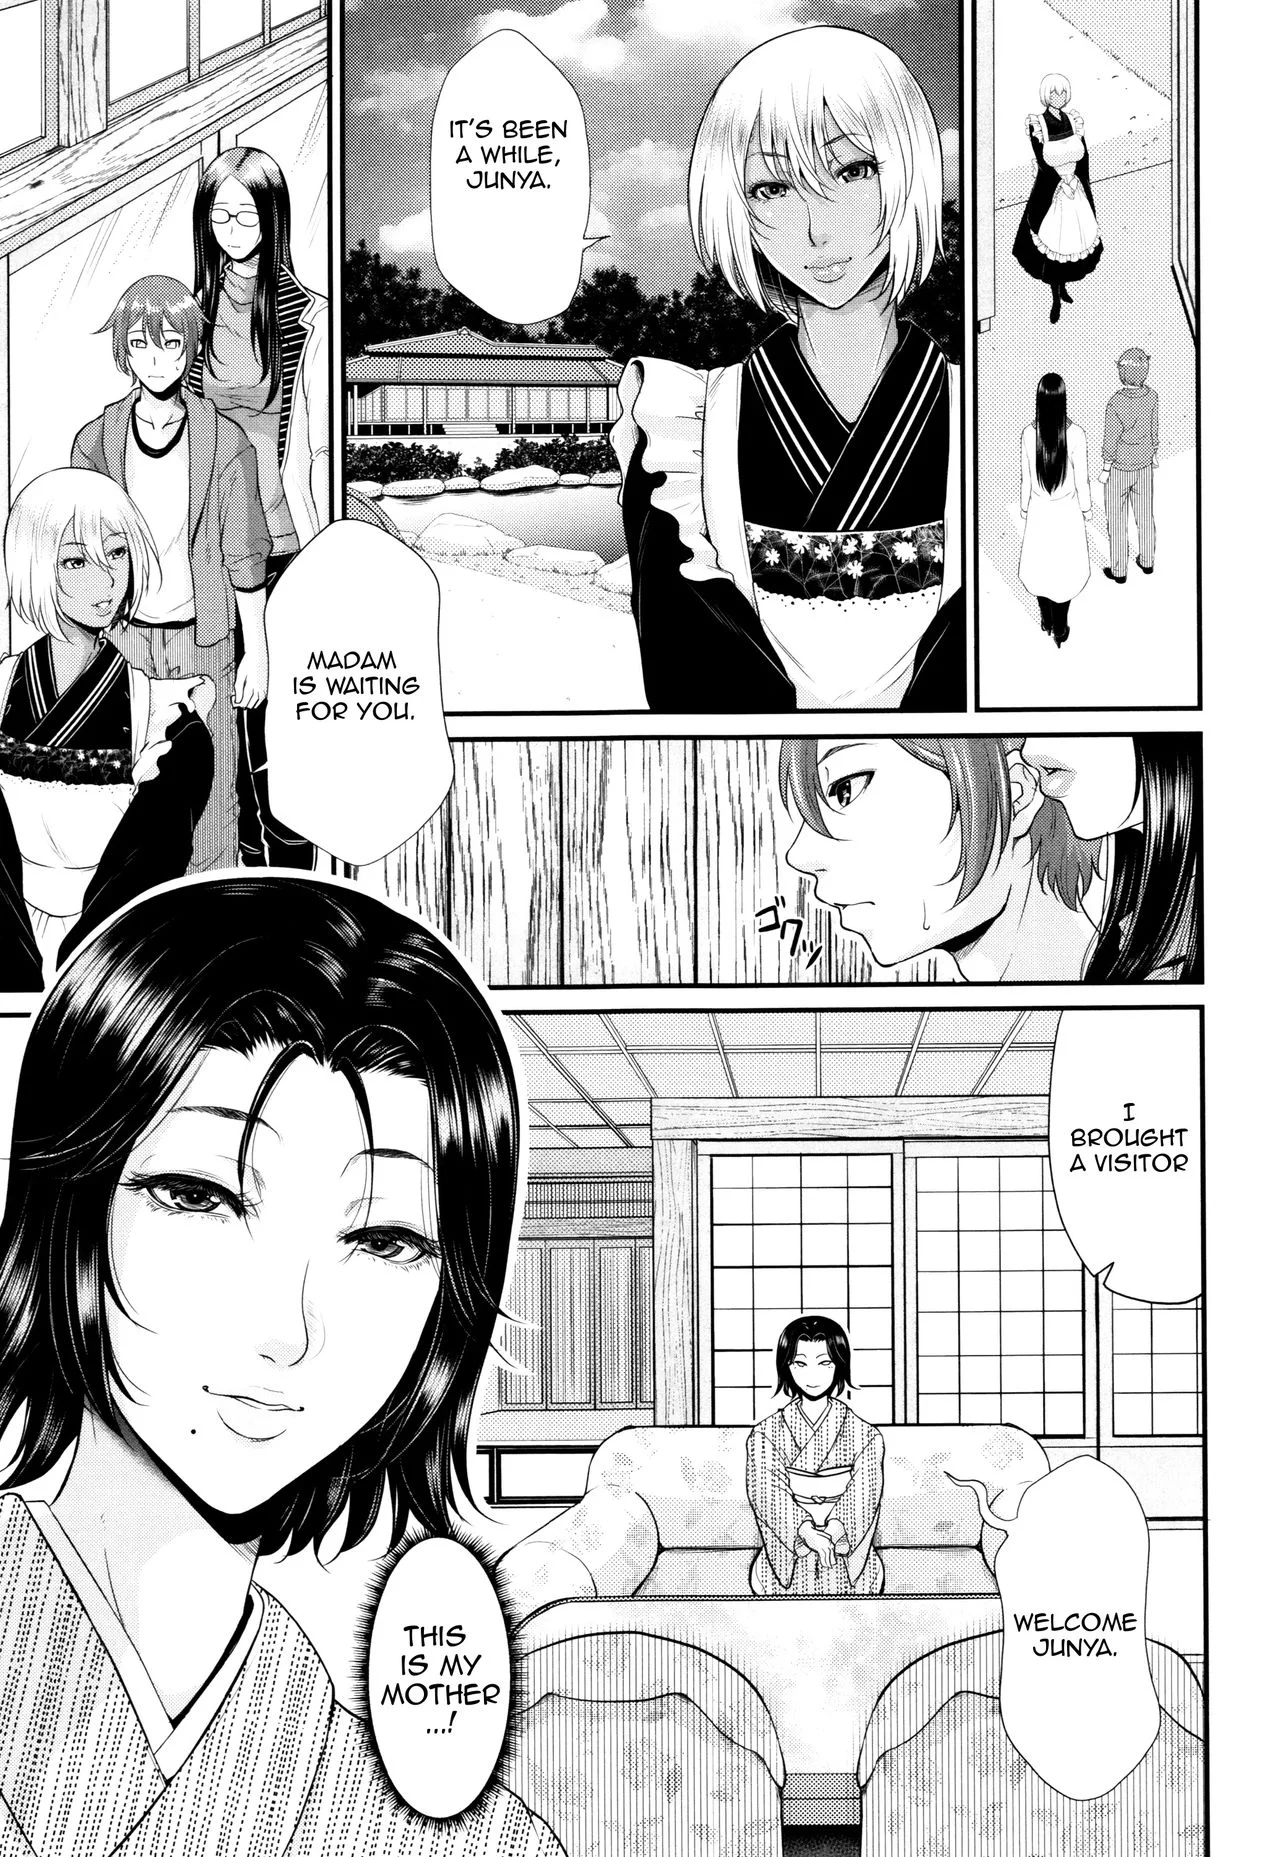 IT'S BEEN
A WHILE,
JUNYA.
MADAM
IS WAITING
FOR YOU.
ゴクッ
I
BROUGHT
A VISITOR
WELCOME
JUNYA.
THIS
IS MY
MOTHER
...!